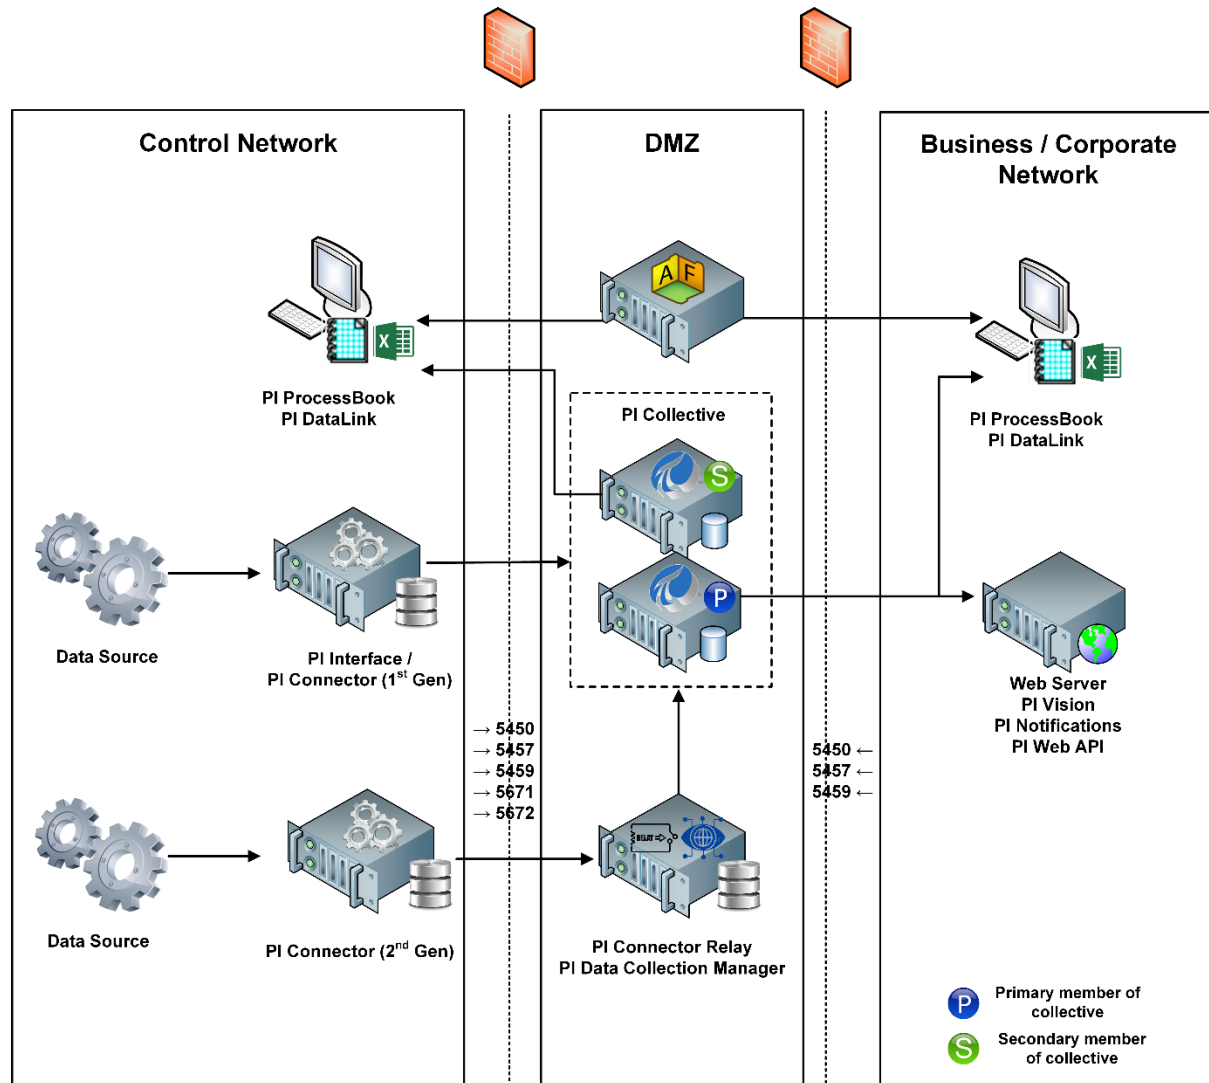 Control Network
DMZ
Business / Corporate
Network
A F
X
PI ProcessBook
PI DataLink
X
PI ProcessBook
PI DataLink
PI Collective
S
P
Data Source
PI Interface /
PI Connector (1st Gen)
Web Server
PI Vision
PI Notifications
PI Web API
→ 5450
→ 5457
→ 5459
→ 5671
→ 5672
5450 ←
5457 ←
5459 ←
RELAY
Data Source
PI Connector (2nd Gen)
PI Connector Relay
PI Data Collection Manager
P
Primary member of
collective
S
Secondary member
of collective